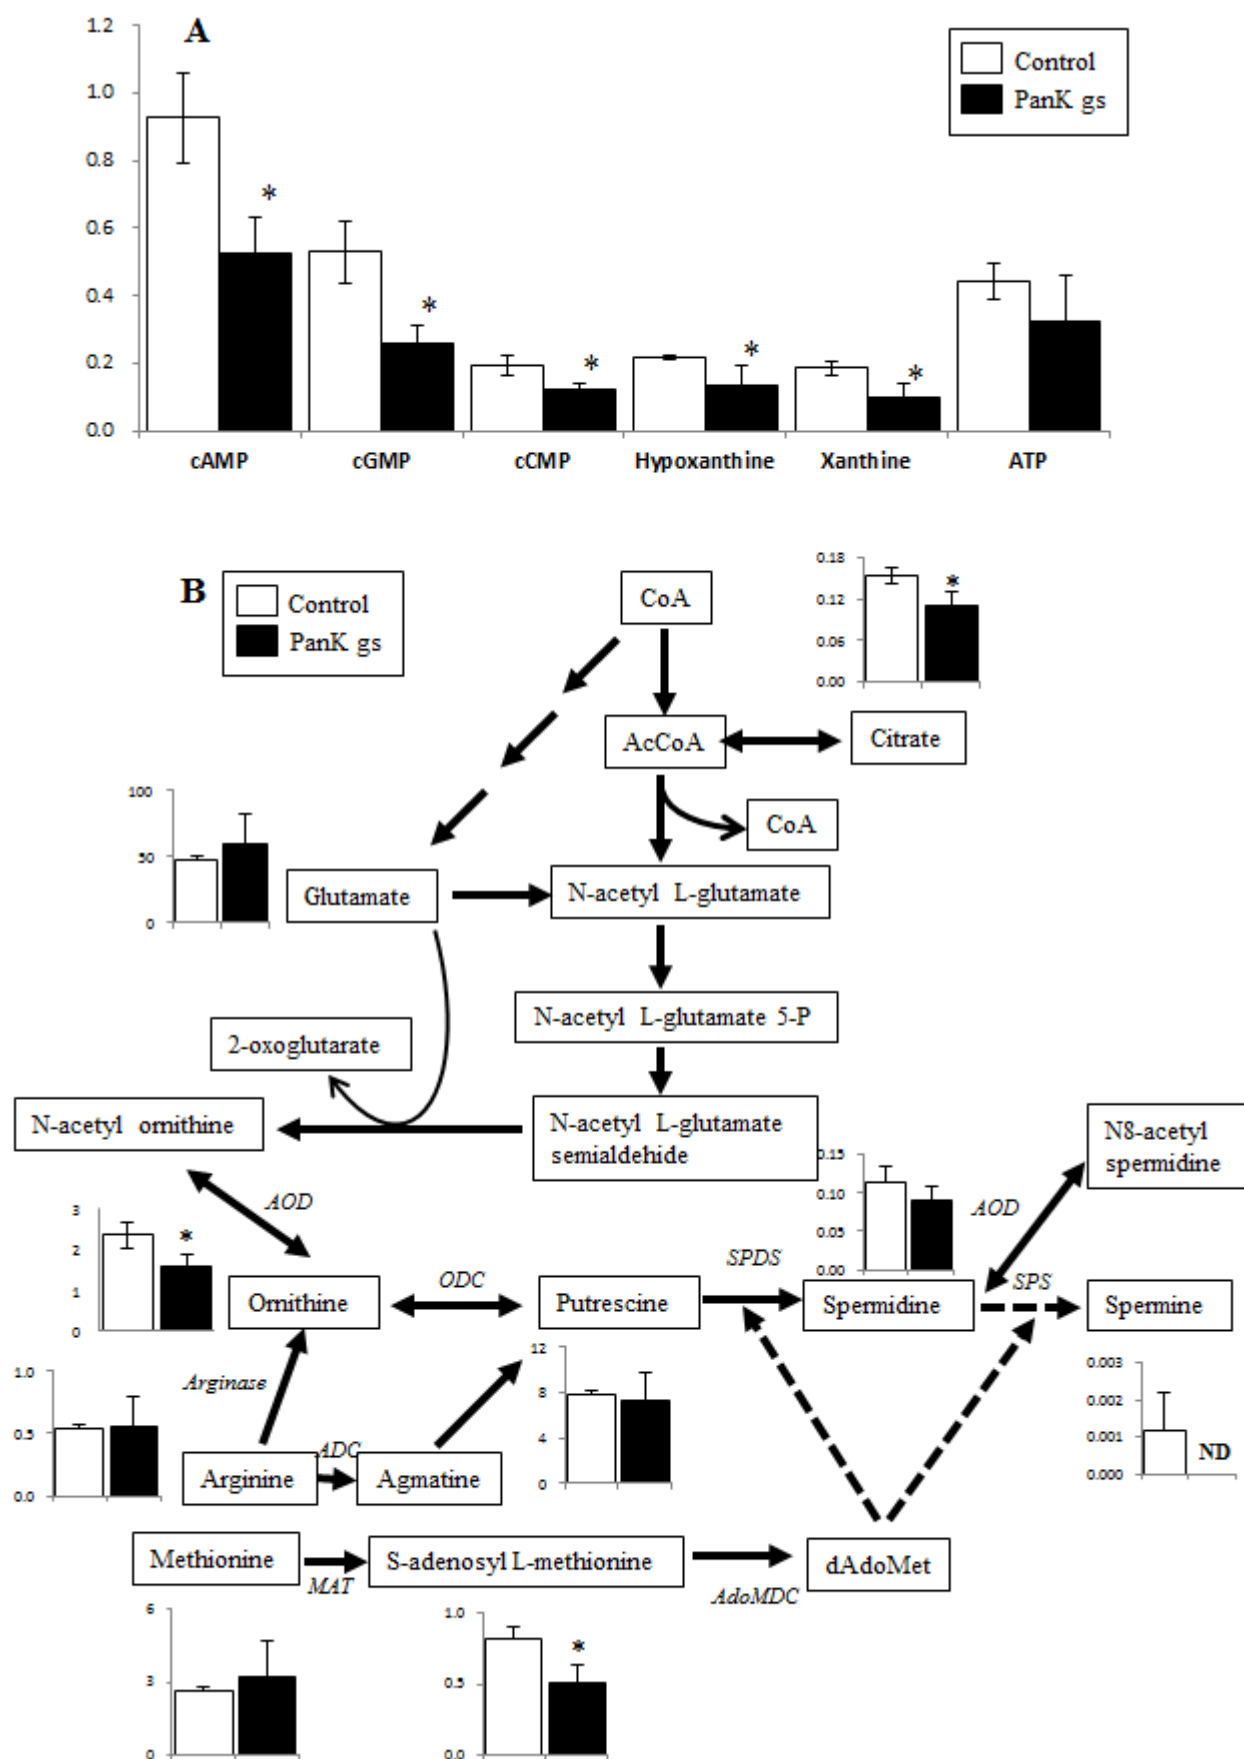 A
Control
PanK gs
1.2
1.0
0.8
0.6
0.4
0.2
0.0
*
*
*
*
*
cAMP cGMP cCMP Hypoxanthine Xanthine ATP
B
Control
PanK gs
CoA
0.18
0.12
0.06
0.00
*
AcCoA
Citrate
CoA
100
50
0
Glutamate
N-acetyl L-glutamate
N-acetyl L-glutamate 5-P
2-oxoglutarate
N-acetyl ornithine
N-acetyl L-glutamate
semialdehide
N8-acetyl
spermidine
0.15
0.10
0.05
0.00
AOD
AOD
3
2
1
0
*
Ornithine
ODC
Putrescine
SPDS
Spermidine
SPS
Spermine
Arginase
1.0
0.5
0.0
12
8
4
0
0.003
0.002
0.001
0.000
ND
Arginine
ADC
Agmatine
Methionine
MAT
S-adenosyl L-methionine
AdoMDC
dAdoMet
6
3
0
1.0
0.5
0.0
*